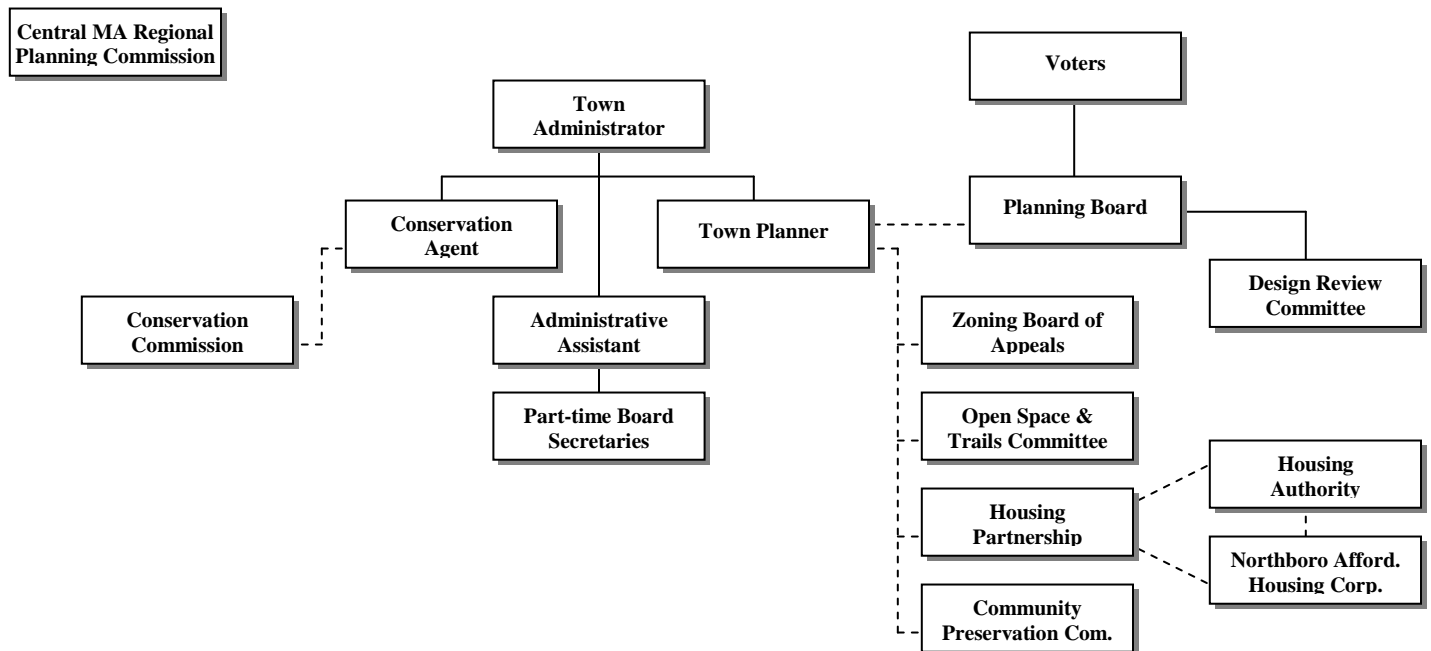 Central MA Regional
Planning Commission
Voters
Town
Administrator
Conservation
Agent
Town Planner
Planning Board
Design Review
Committee
Conservation
Commission
Administrative
Assistant
Zoning Board of
Appeals
Part-time Board
Secretaries
Open Space &
Trails Committee
Housing
Authority
Housing
Partnership
Northboro Afford.
Housing Corp.
Community
Preservation Com.